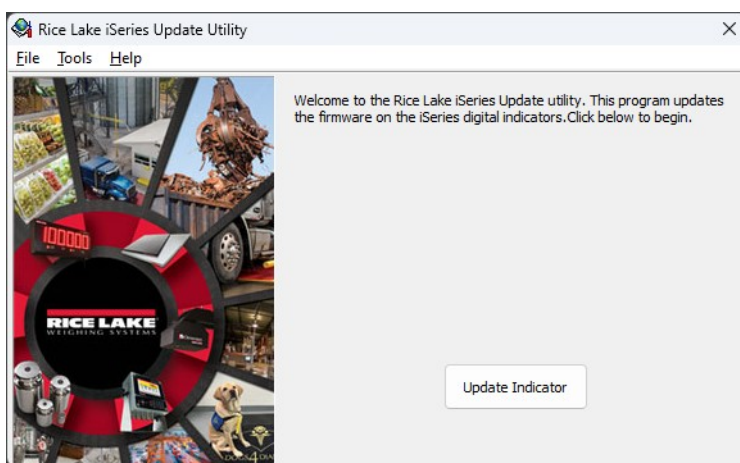 Rice Lake iSeries Update Utility
File Tools Help
Welcome to the Rice Lake iSeries Update utility. This program updates
the firmware on the iSeries digital indicators.Click below to begin.
100000
RICE LAKE
WEIGHING SYSTEMS
Update Indicator